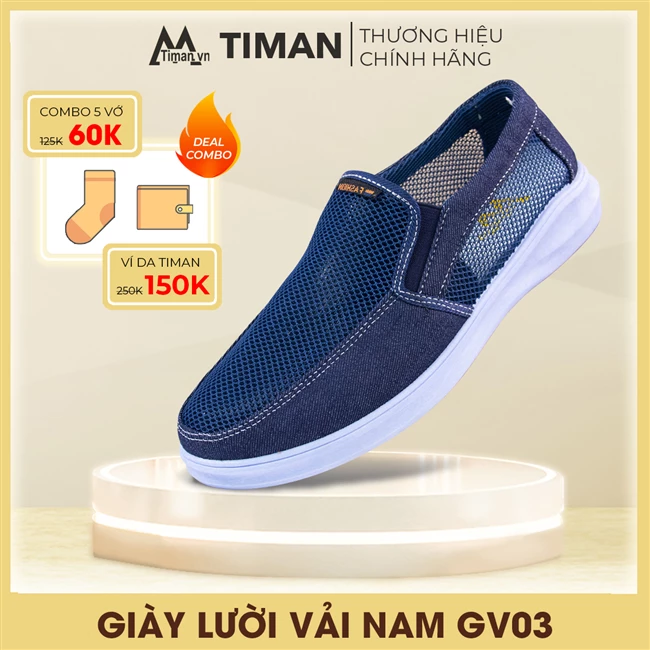 Timan.vn
TIMAN
THƯƠNG HIỆU
CHÍNH HÃNG
COMBO 5 VỚ
125K 60K
DEAL
COMBO
VÍ DA TIMAN
250K 150K
FASHION
GIÀY LƯỜI VẢI NAM GV03